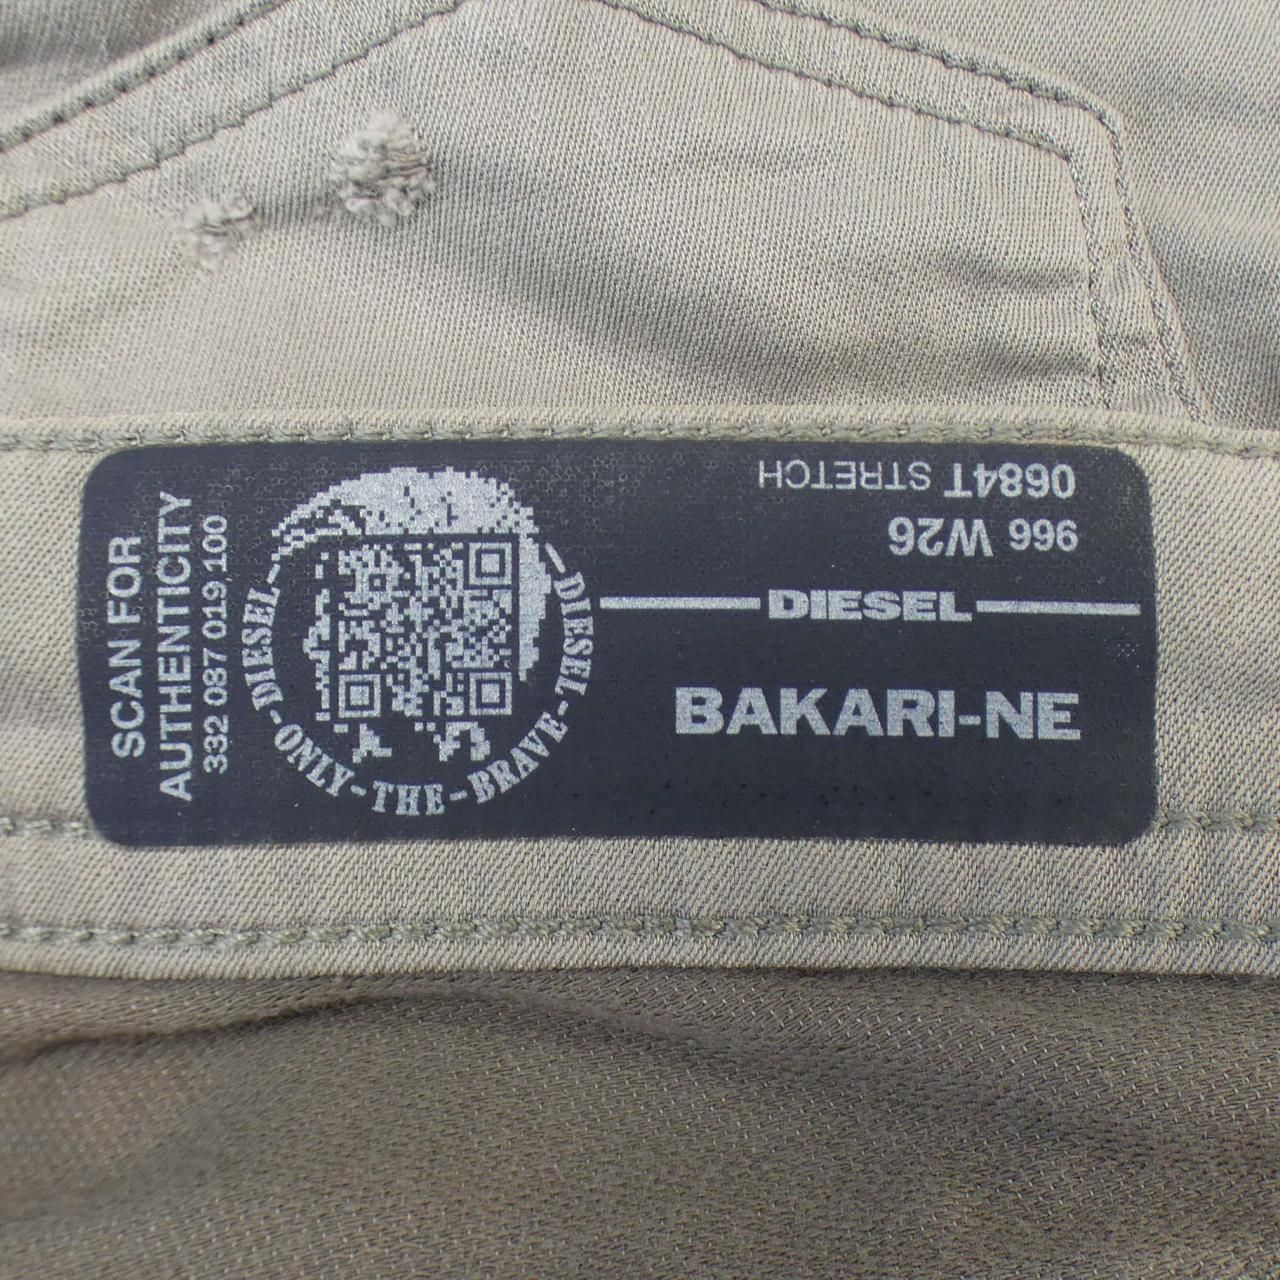 SCAN FOR
AUTHENTICITY
332 087 019,100
DIESEL-ONLY-THE-BRAVE-DIESEL
0684T STRETCH
966 W26
DIESEL
BAKARI-NE